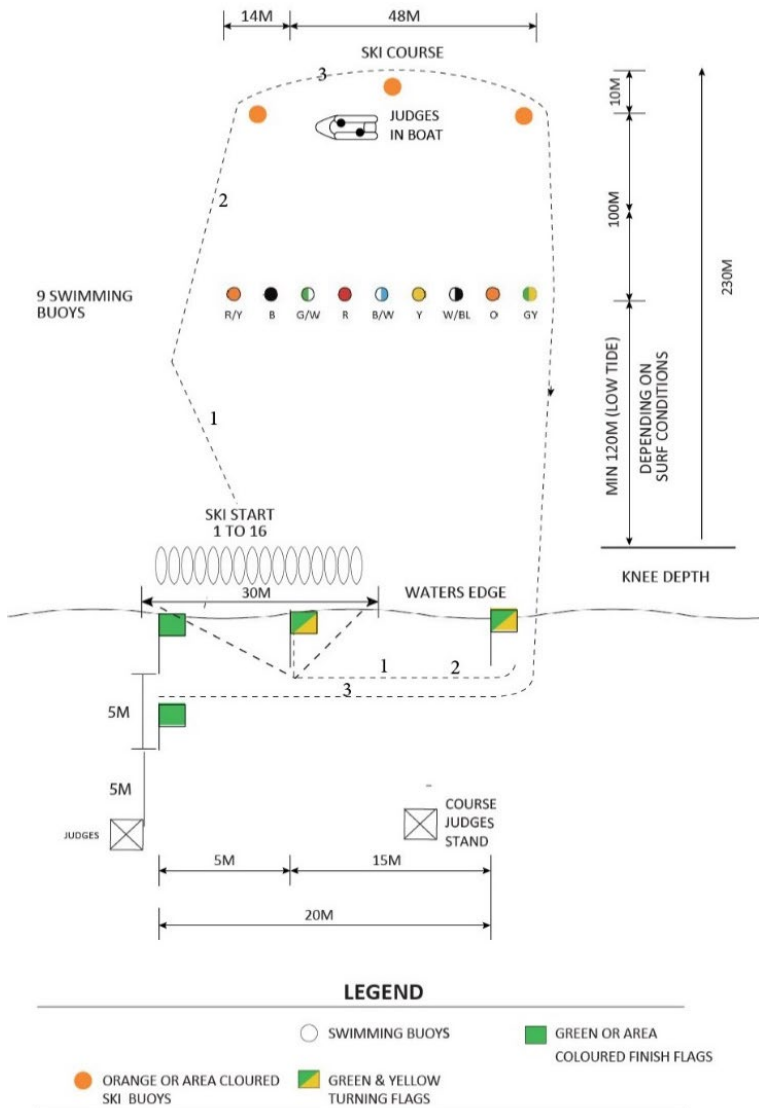 14M
48M
SKI COURSE
3
10M
JUDGES
IN BOAT
2
100M
230M
9 SWIMMING
BUOYS
R/Y
B
G/W
R
B/W
Y
W/BL
O
GY
1
MIN 120M (LOW TIDE)
DEPENDING ON
SURF CONDITIONS
SKI START
1 TO 16
KNEE DEPTH
30M
WATERS EDGE
1
2
3
5M
5M
JUDGES
COURSE
JUDGES
STAND
5M
15M
20M
LEGEND
SWIMMING BUOYS
GREEN OR AREA
COLOURED FINISH FLAGS
ORANGE OR AREA CLOURED
SKI BUOYS
GREEN & YELLOW
TURNING FLAGS